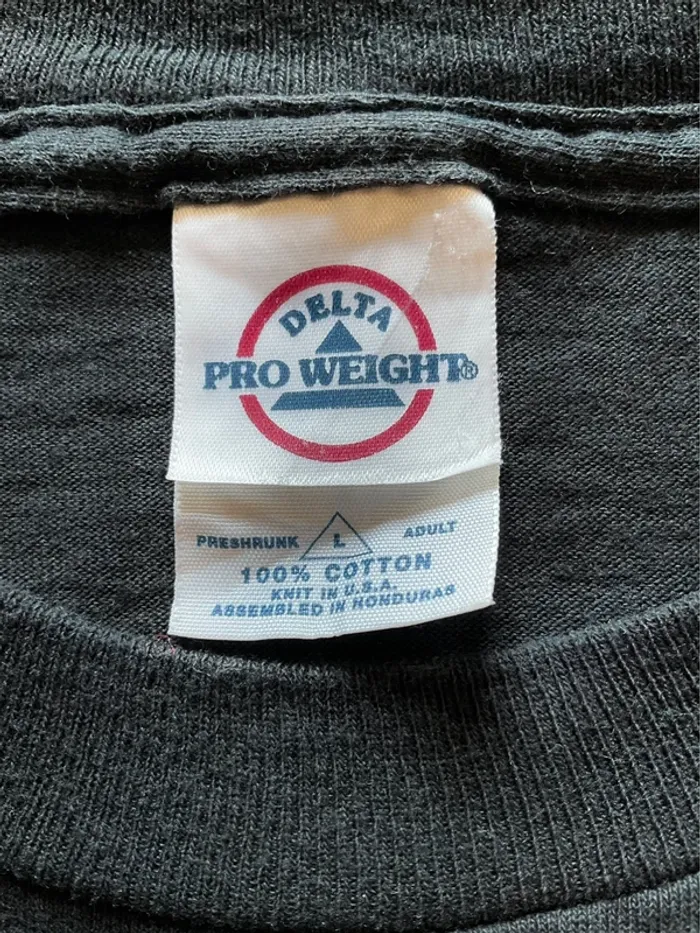 DELTA
PRO WEIGHT®
PRESHRUNK L ADULT
100% COTTON
KNIT IN U.S.A.
ASSEMBLED IN HONDURAS